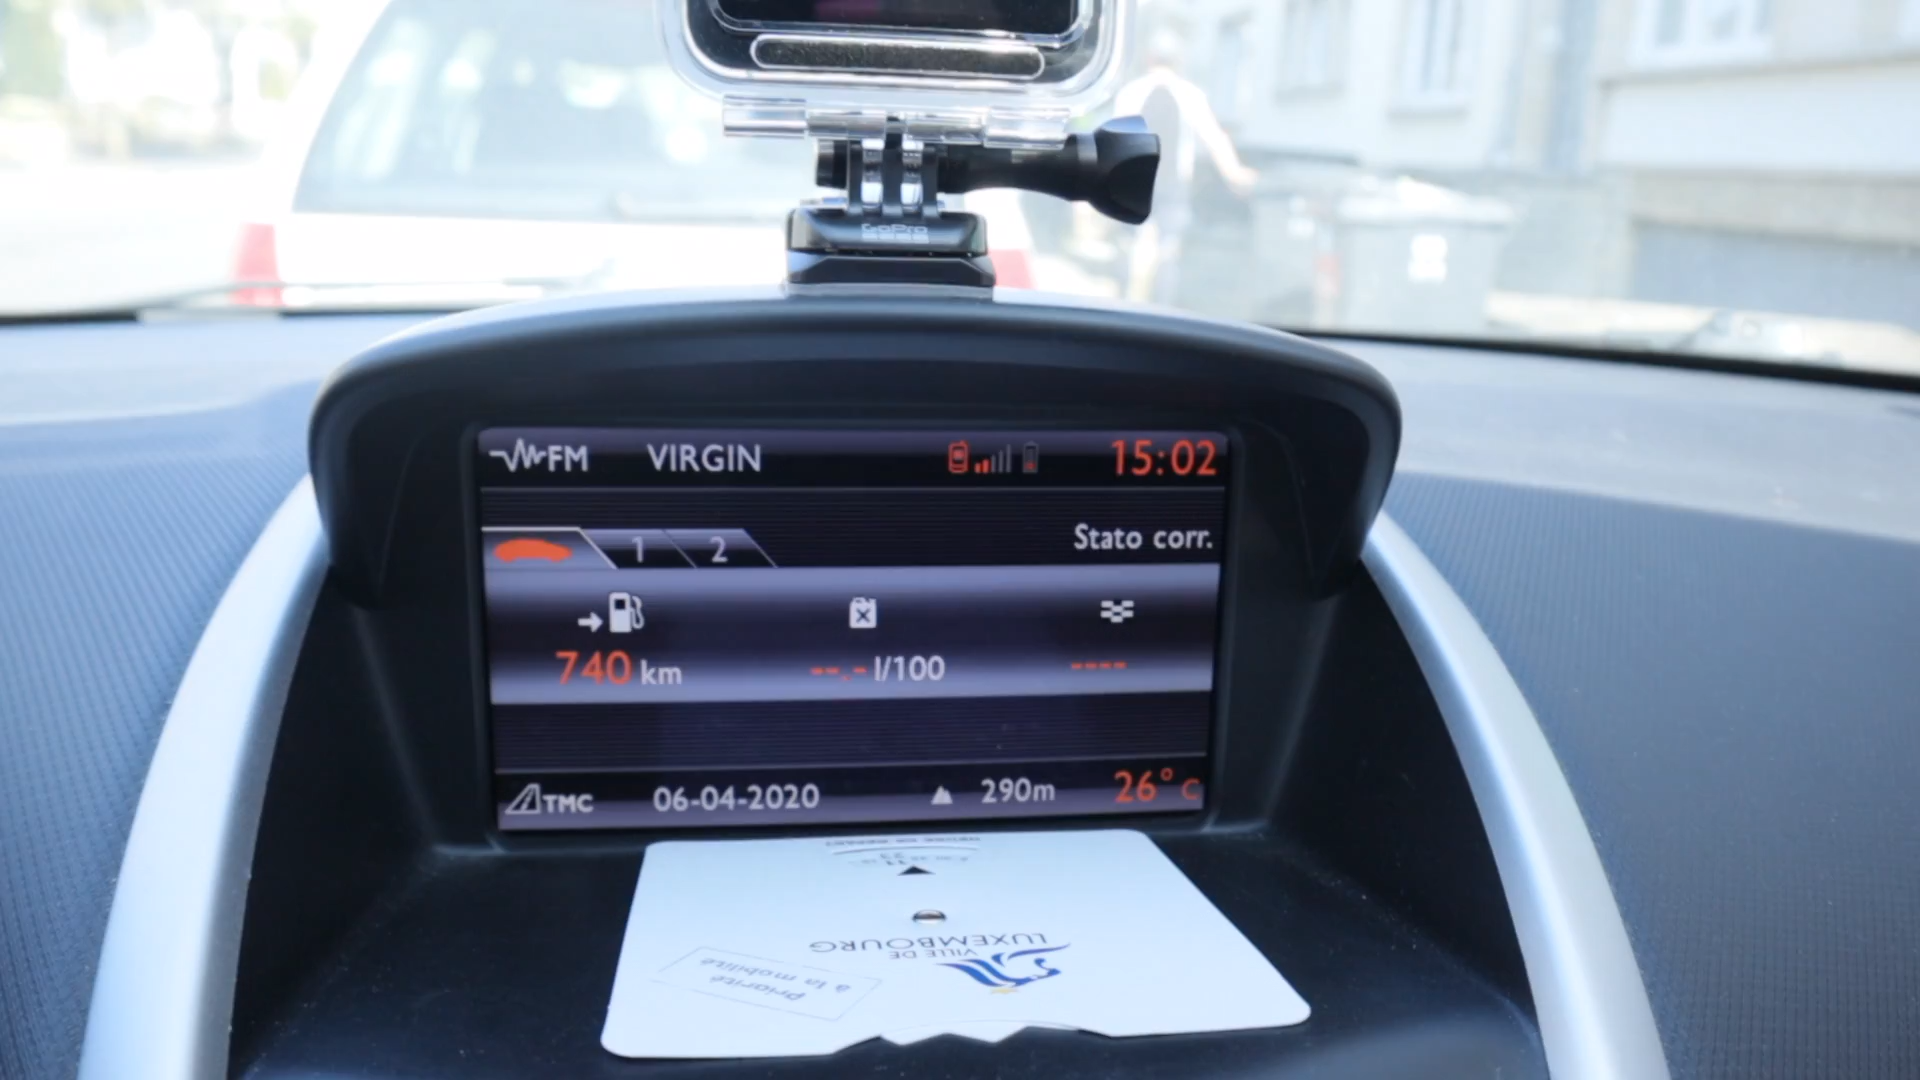 GoPro
FM VIRGIN 15:02
1 2 Stato corr.
740 km --.- l/100 ----
TMC 06-04-2020 290m 26°C
VILLE DE
LUXEMBOURG
Priorité
à la mobilité